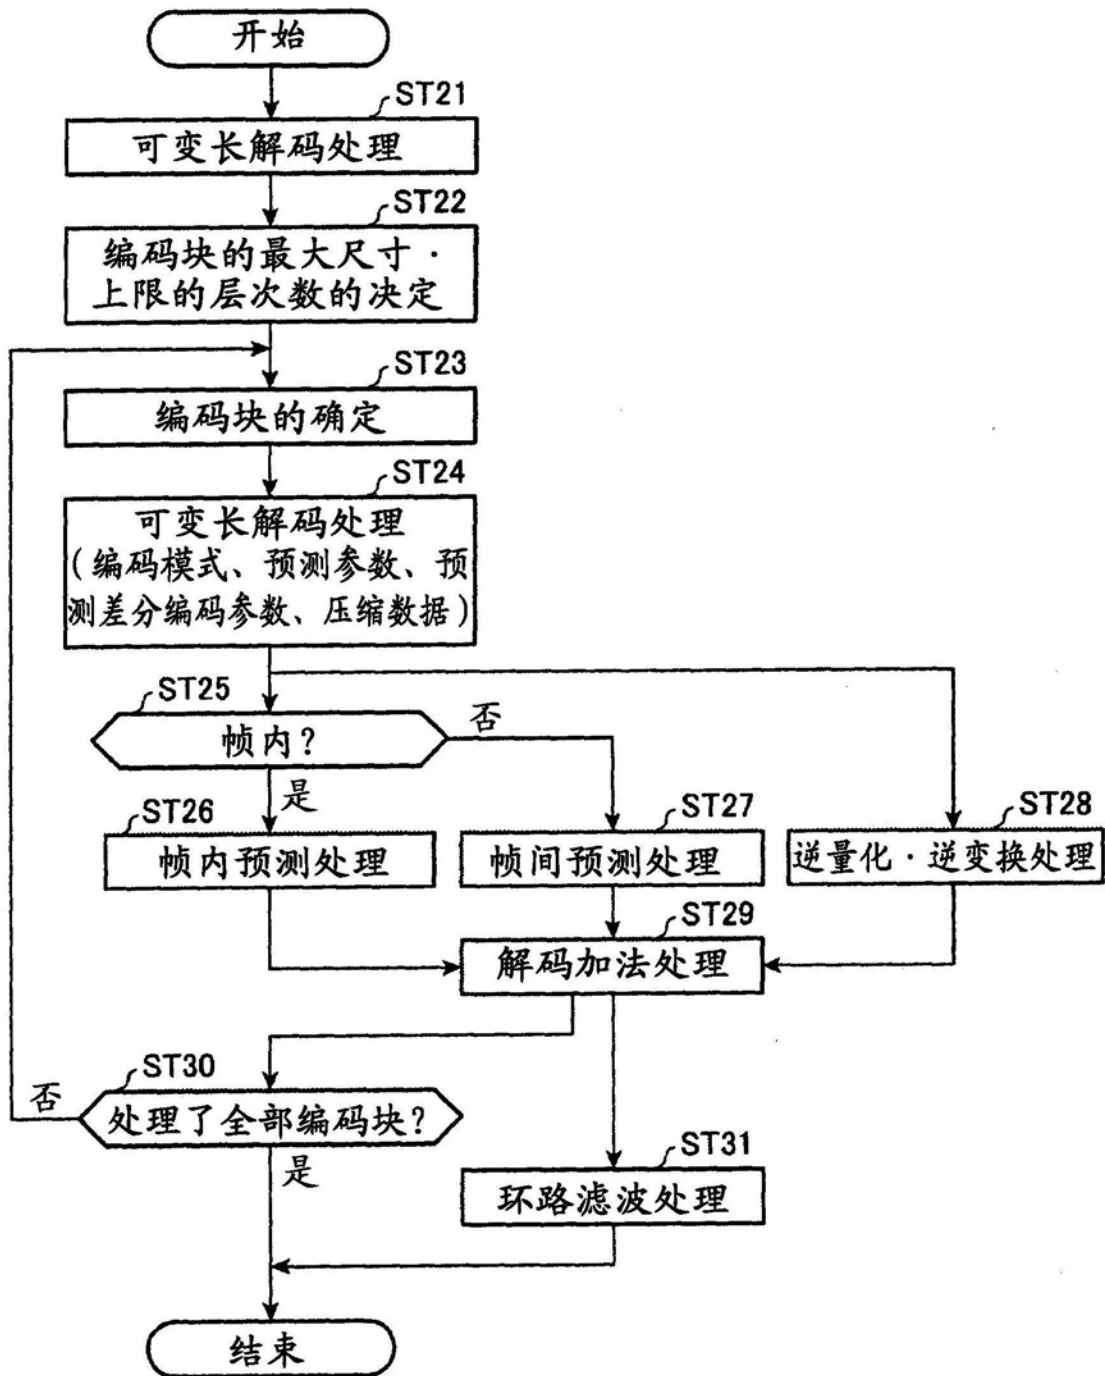 开始
ST21
可变长解码处理
ST22
编码块的最大尺寸·
上限的层次数的决定
ST23
编码块的确定
ST24
可变长解码处理
(编码模式、预测参数、预
测差分编码参数、压缩数据)
ST25
帧内?
否
是
ST26
帧内预测处理
ST27
帧间预测处理
ST28
逆量化·逆变换处理
ST29
解码加法处理
ST30
处理了全部编码块?
否
是
ST31
环路滤波处理
结束